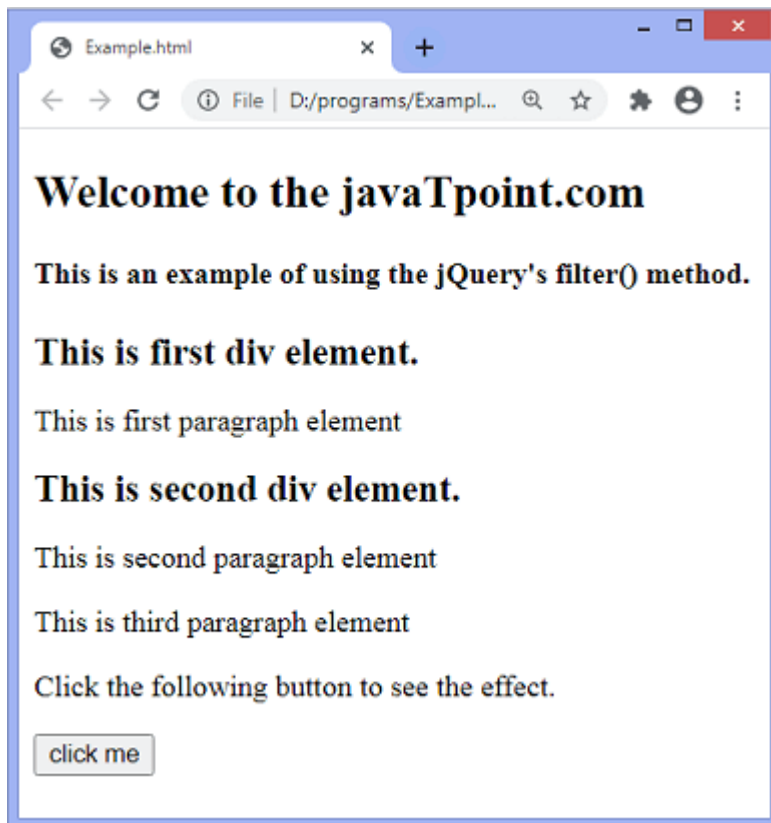 Example.html
File D:/programs/Exampl...
Welcome to the javaTpoint.com
This is an example of using the jQuery's filter() method.
This is first div element.
This is first paragraph element
This is second div element.
This is second paragraph element
This is third paragraph element
Click the following button to see the effect.
click me